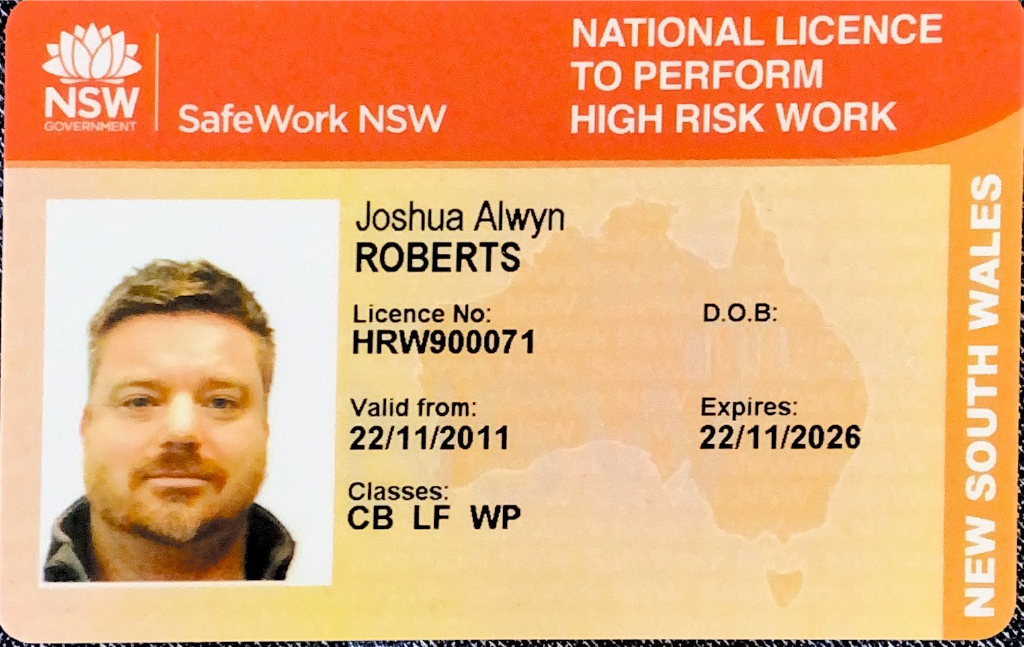 NSW
GOVERNMENT
SafeWork NSW
NATIONAL LICENCE
TO PERFORM
HIGH RISK WORK
Joshua Alwyn
ROBERTS
Licence No:
HRW900071
D.O.B:
Valid from:
22/11/2011
Expires:
22/11/2026
Classes:
CB LF WP
NEW SOUTH WALES